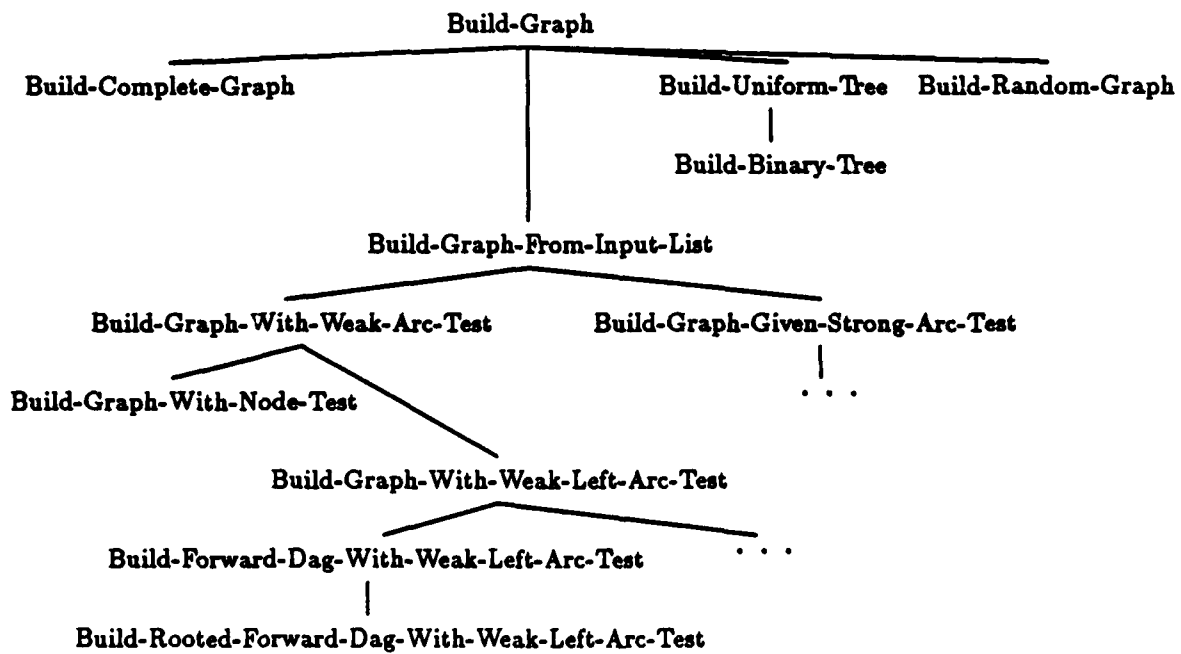 Build-Graph
Build-Complete-Graph Build-Uniform-Tree Build-Random-Graph
Build-Binary-Tree
Build-Graph-From-Input-List
Build-Graph-With-Weak-Arc-Test Build-Graph-Given-Strong-Arc-Test
Build-Graph-With-Node-Test . . .
Build-Graph-With-Weak-Left-Arc-Test
Build-Forward-Dag-With-Weak-Left-Arc-Test . . .
Build-Rooted-Forward-Dag-With-Weak-Left-Arc-Test